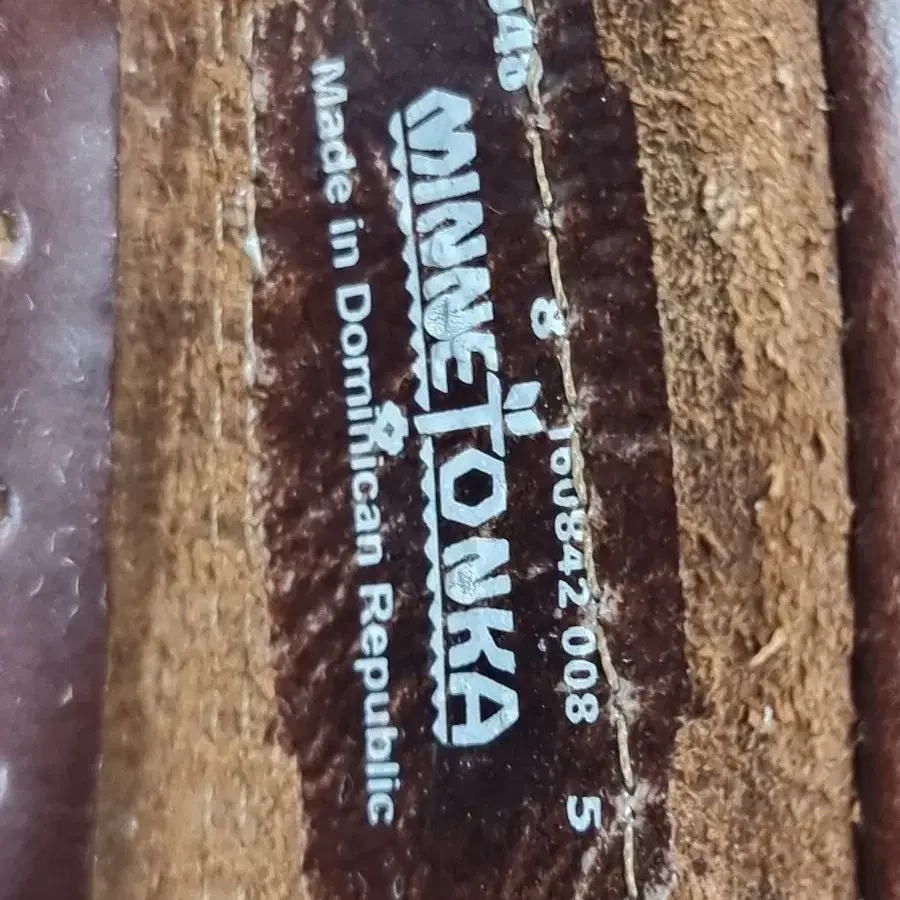 8 160842 008 5
MINNETONKA
Made in Dominican Republic